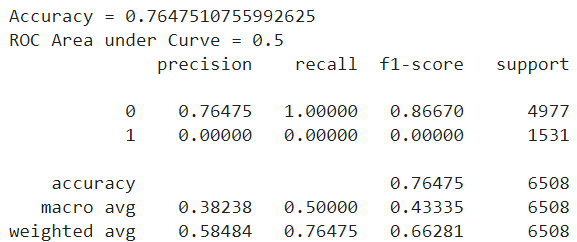 Accuracy = 0.7647510755992625
ROC Area under Curve = 0.5
precision recall f1-score support
0 0.76475 1.00000 0.86670 4977
1 0.00000 0.00000 0.00000 1531
accuracy 0.76475 6508
macro avg 0.38238 0.50000 0.43335 6508
weighted avg 0.58484 0.76475 0.66281 6508